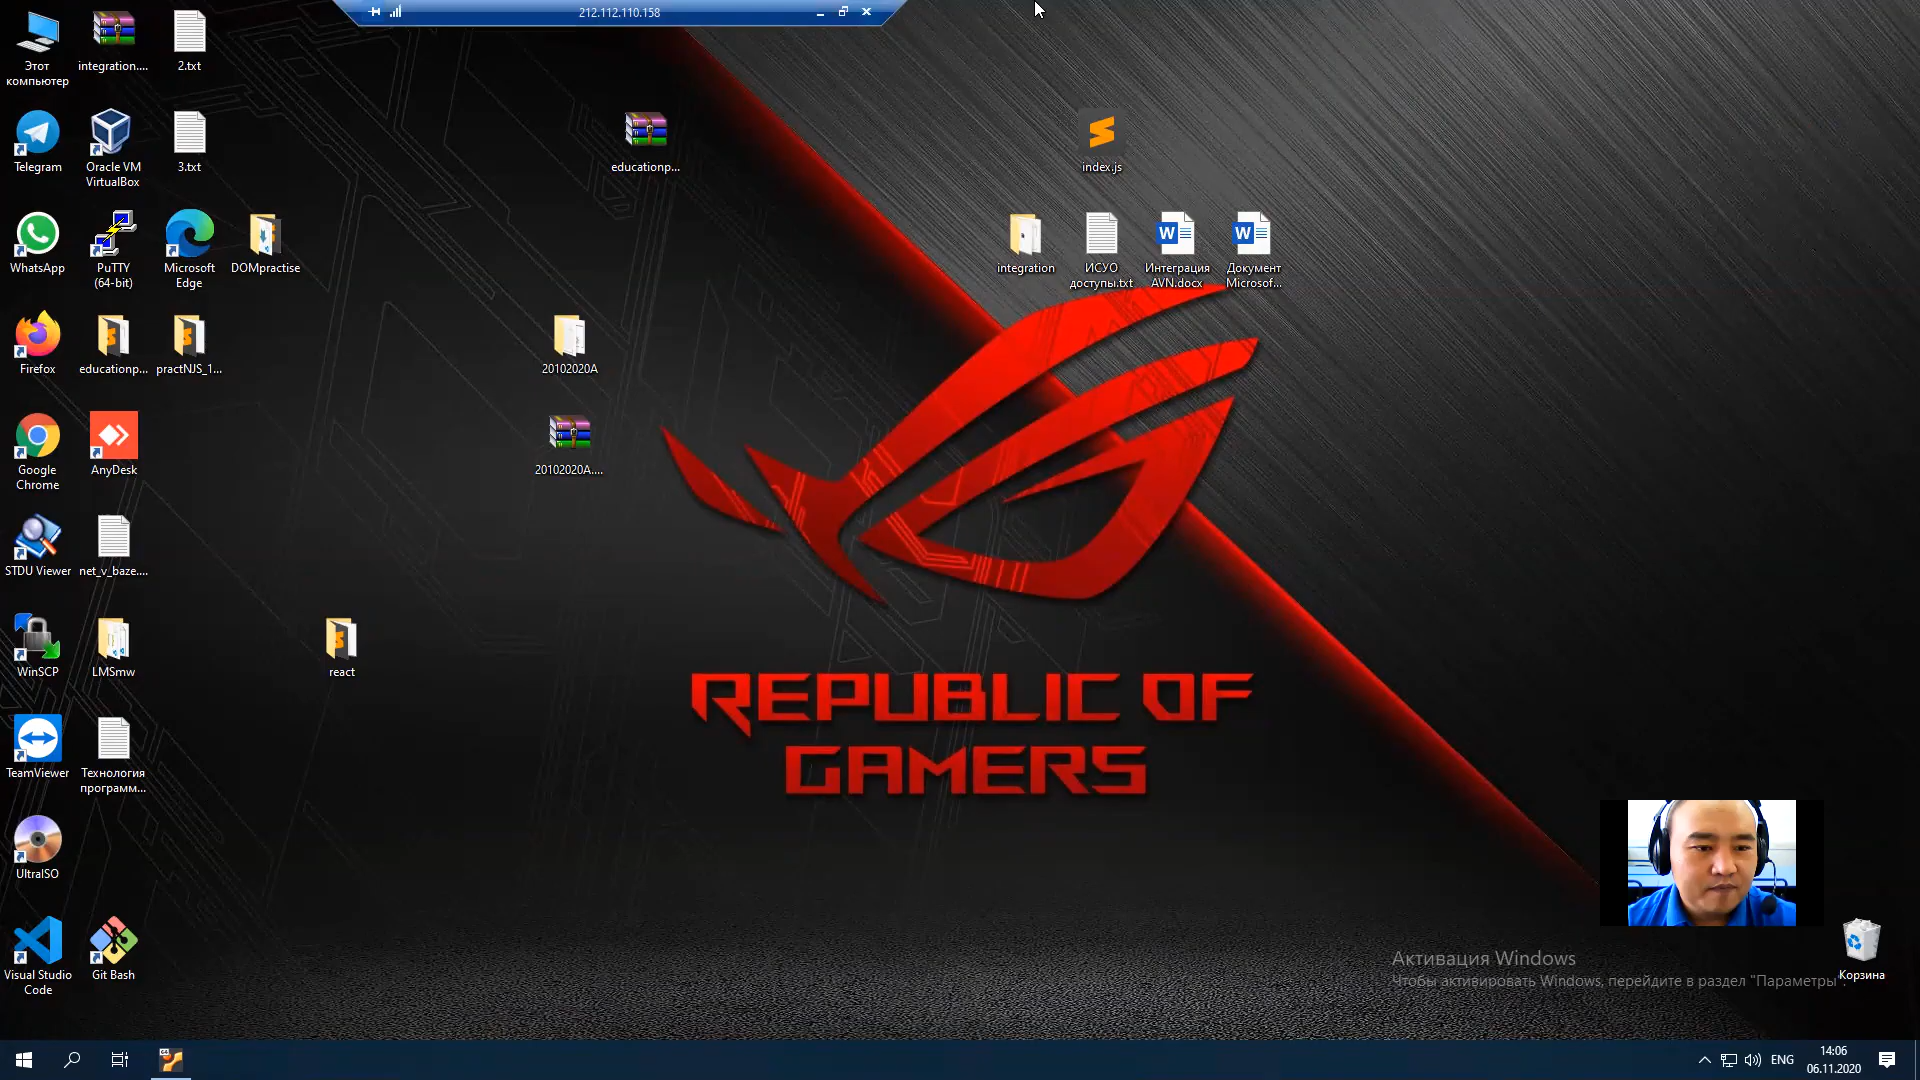 212.112.110.158
Этот
компьютер
integration....
2.txt
Telegram
Oracle VM
VirtualBox
3.txt
educationp...
index.js
WhatsApp
PuTTY
(64-bit)
Microsoft
Edge
DOMpractise
integration
ИСУО
доступы.txt
Интеграция
AVN.docx
Документ
Microsof...
Firefox
educationp...
practNJS_1...
20102020A
Google
Chrome
AnyDesk
20102020A....
STDU Viewer
net_v_baze....
WinSCP
LMSmw
react
REPUBLIC OF
GAMERS
TeamViewer
Технология
програмm...
UltraISO
Visual Studio
Code
Git Bash
Активация Windows
Чтобы активировать Windows, перейдите в раздел "Параметры".
Корзина
ENG
14:06
06.11.2020